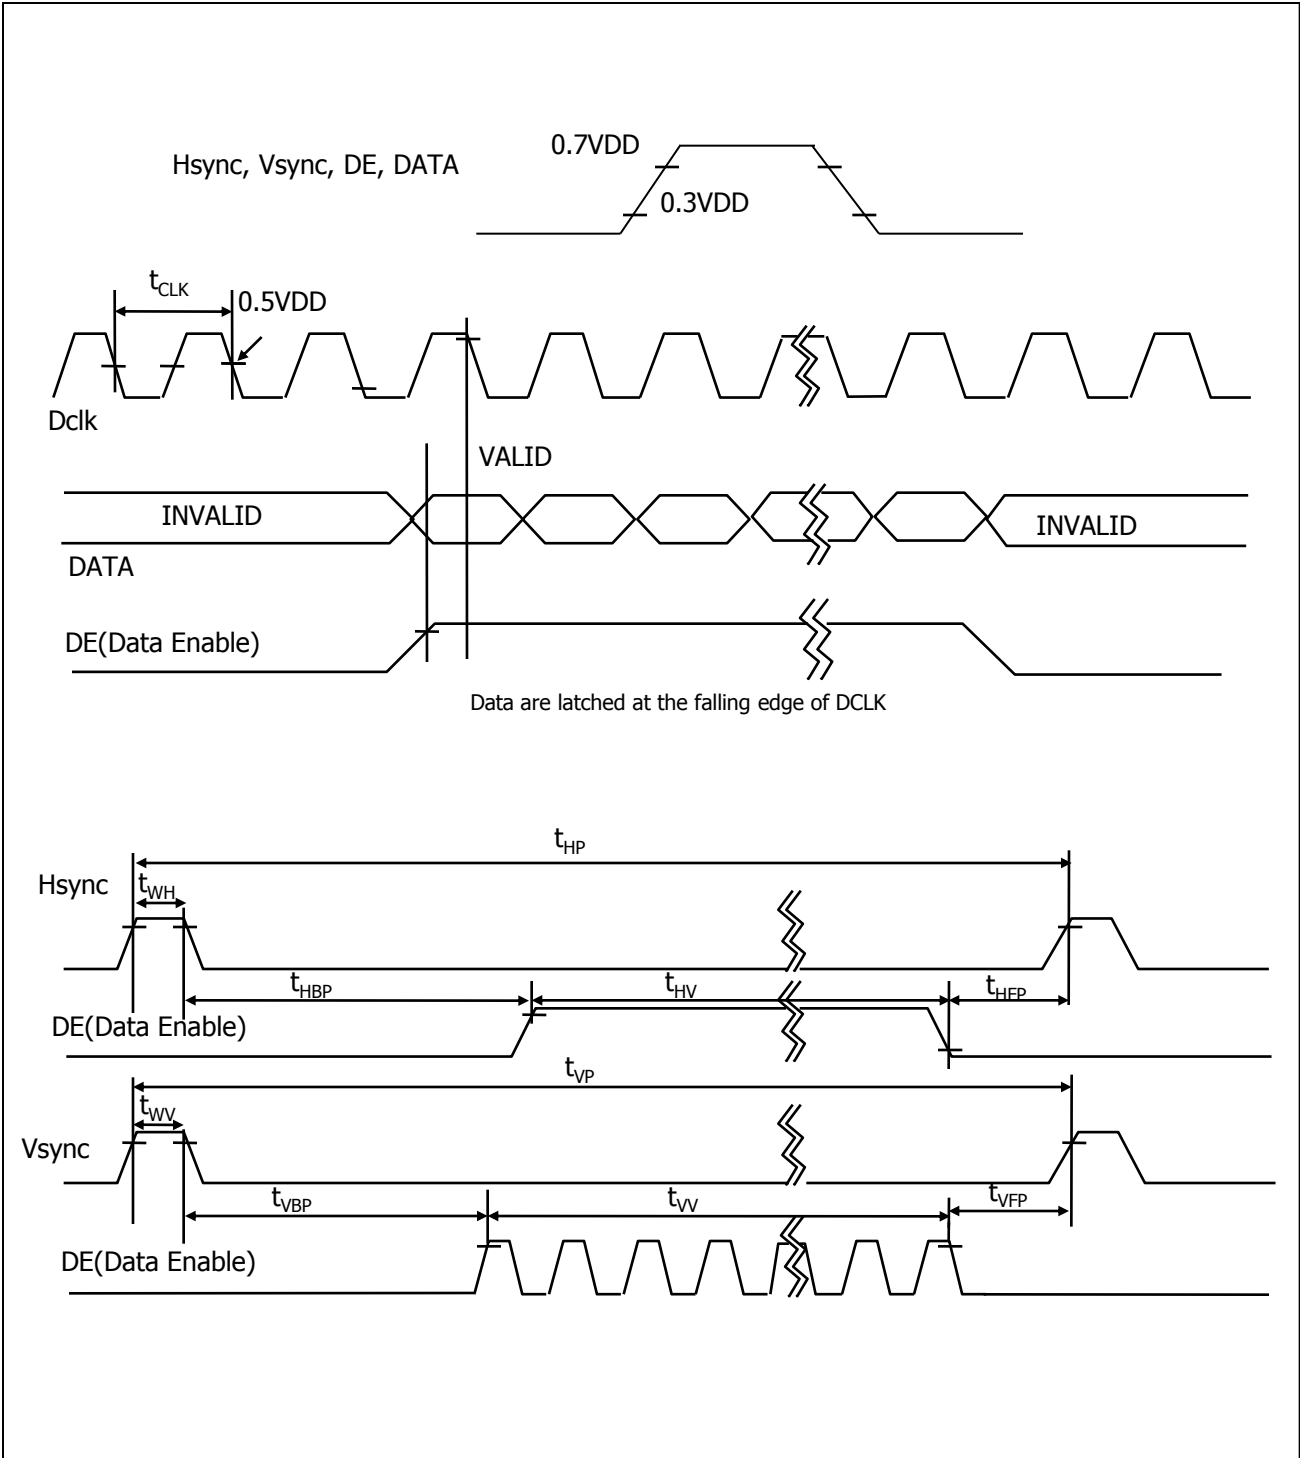 0.7VDD
Hsync, Vsync, DE, DATA
0.3VDD
tCLK
0.5VDD
Dclk
VALID
INVALID
INVALID
DATA
DE(Data Enable)
Data are latched at the falling edge of DCLK
tHP
Hsync
tWH
tHBP
tHV
tHFP
DE(Data Enable)
tVP
tWV
Vsync
tVBP
tVV
tVFP
DE(Data Enable)